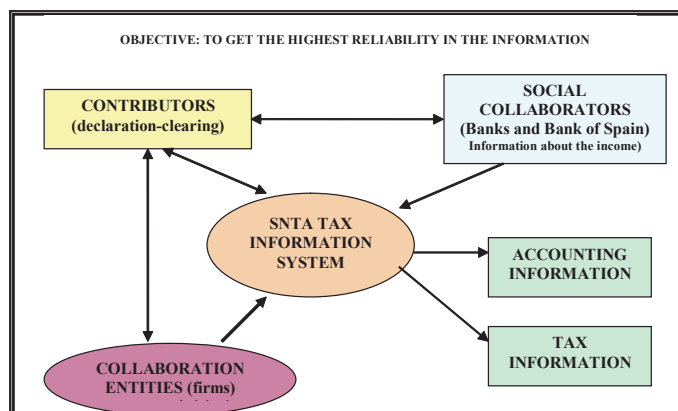 OBJECTIVE: TO GET THE HIGHEST RELIABILITY IN THE INFORMATION
CONTRIBUTORS
(declaration-clearing)
SOCIAL
COLLABORATORS
(Banks and Bank of Spain)
Information about the income)
SNTA TAX
INFORMATION
SYSTEM
ACCOUNTING
INFORMATION
TAX
INFORMATION
COLLABORATION
ENTITIES (firms)